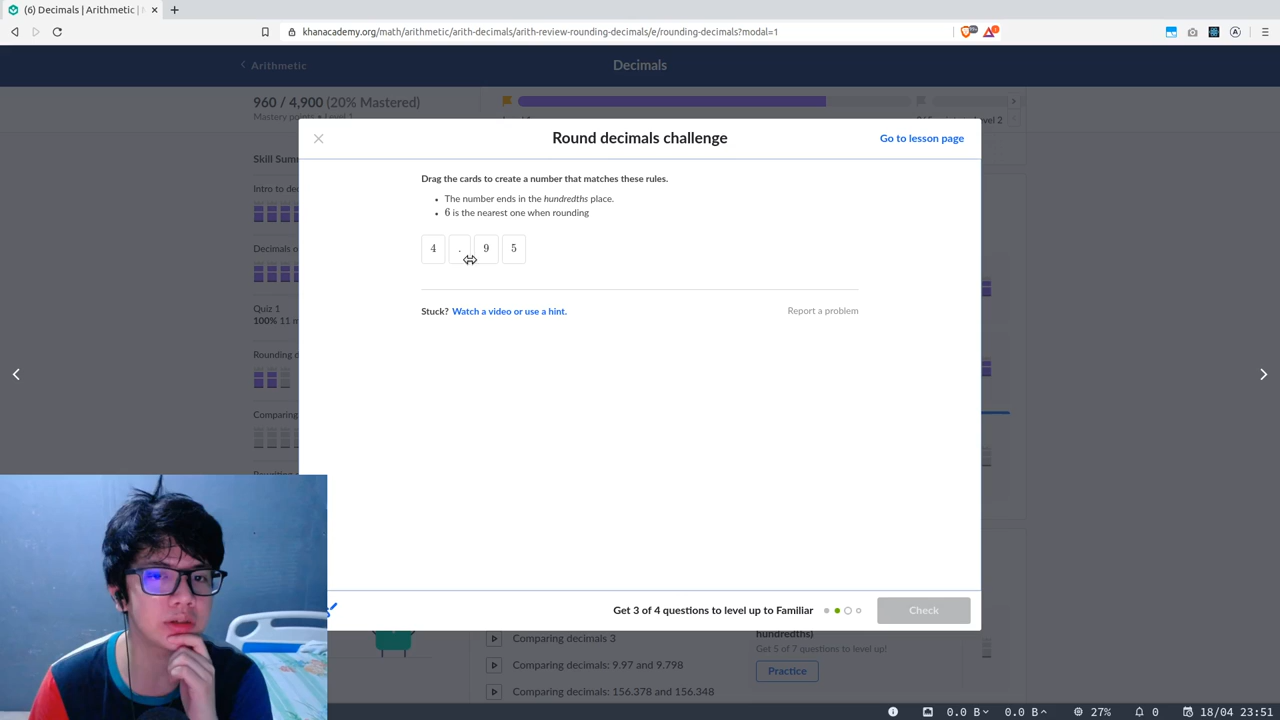 (6) Decimals | Arithmetic |
khanacademy.org/math/arithmetic/arith-decimals/arith-review-rounding-decimals/e/rounding-decimals?modal=1
Arithmetic
Decimals
960 / 4,900 (20% Mastered)
Mastery points • Level 1
Level 2
Skill Sum
Intro to de
Decimals o
Quiz 1
100% 11 m
Rounding d
Comparing
Round decimals challenge
Go to lesson page
Drag the cards to create a number that matches these rules.
• The number ends in the hundredths place.
• 6 is the nearest one when rounding
4 . 9 5
Stuck? Watch a video or use a hint.
Report a problem
Get 3 of 4 questions to level up to Familiar
Check
Comparing decimals 3
Comparing decimals: 9.97 and 9.798
Comparing decimals: 156.378 and 156.348
hundredths)
Get 5 of 7 questions to level up!
Practice
0.0 B
0.0 B
27%
0
18/04 23:51